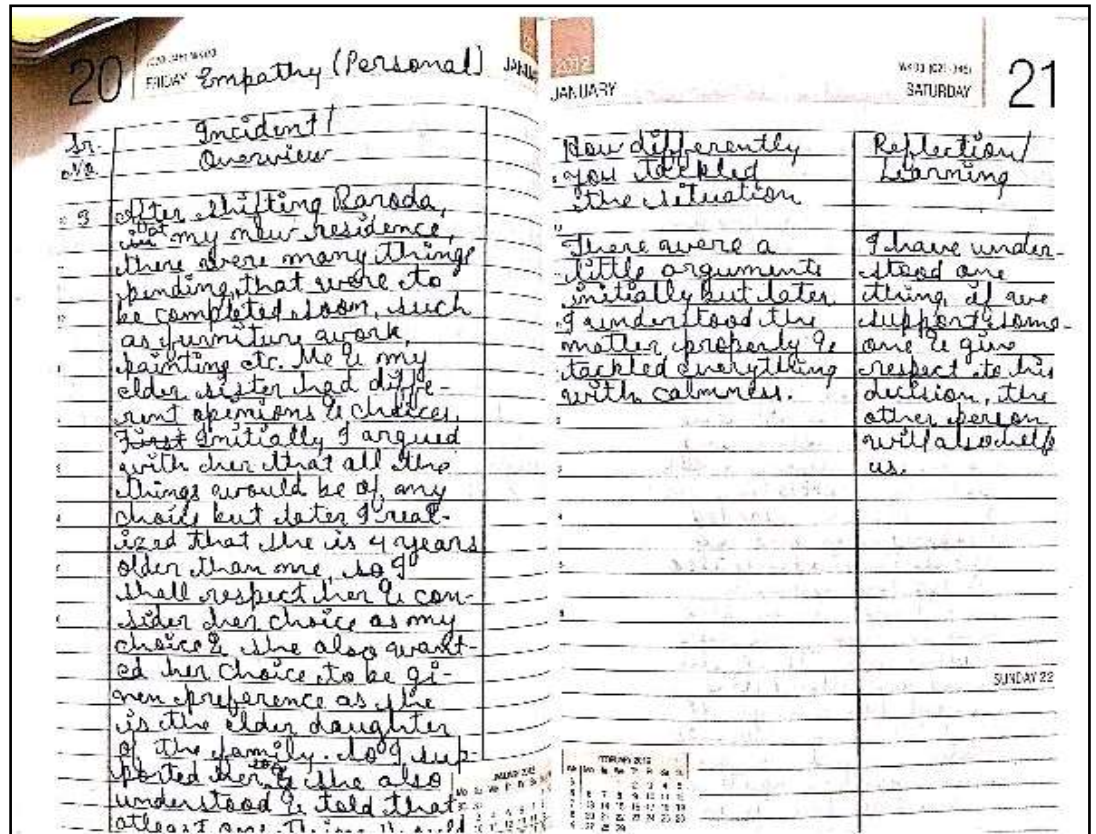 20
FRIDAY Empathy (Personal)
Sr. No.
Incident/
Overview
3
After shifting Baroda,
at my new residence,
there were many things
pending, that were to
be completed soon, such
as furniture work,
painting etc. Me & my
elder sister had diffe-
rent openions & choices.
First Initially I argued
with her that all the
things would be of my
choice but later I real-
ized that she is 4 years
older than me, so I
shall respect her & con-
sider her choice as my
choice & she also want-
ed her choice to be gi-
ven preference as she
is the elder daughter
of the family. So I sup-
ported her & she also
understood & told that
atleast one thing should
JANUARY
SATURDAY
21
How differently
you tackled
the situation
There were a
little arguments
initially but later
I understood the
matter properly &
tackled everything
with calmness.
Reflection/
Learning
I have under-
stood one
thing, if we
support some-
one & give
respect to his
decision, the
other person
will also help
us.
SUNDAY 22
FEBRUARY 2012